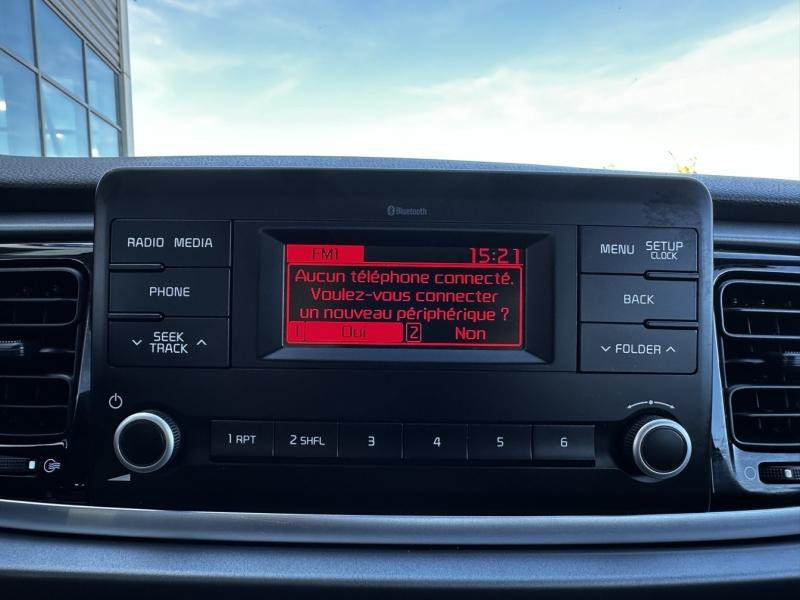 Bluetooth
RADIO MEDIA
PHONE
SEEK
TRACK
FM1 15:21
Aucun téléphone connecté.
Voulez-vous connecter
un nouveau périphérique ?
1 Oui 2 Non
MENU SETUP
CLOCK
BACK
FOLDER
1 RPT 2 SHFL 3 4 5 6